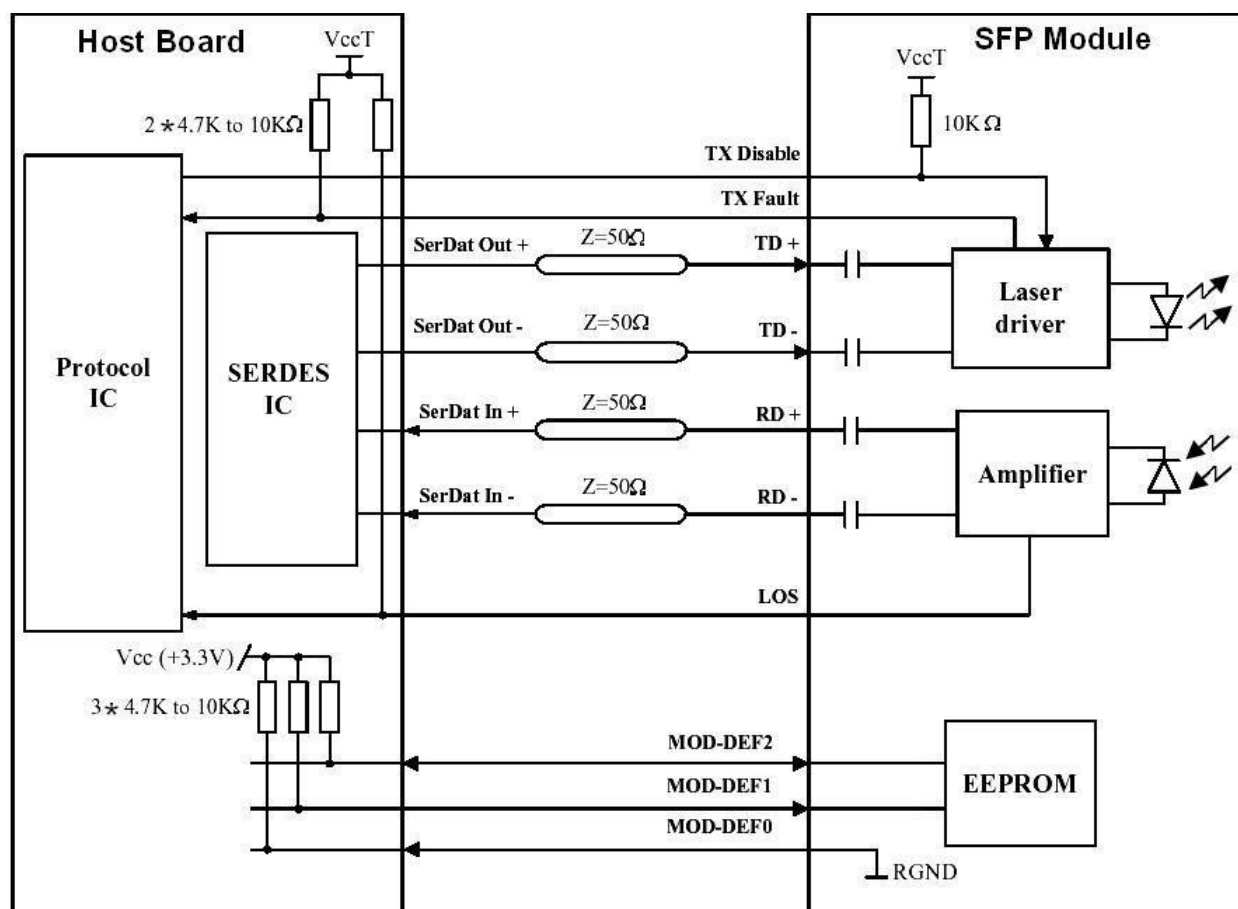 Host Board
SFP Module
VccT
VccT
2*4.7K to 10KΩ
10KΩ
TX Disable
TX Fault
SerDat Out +
Z=50Ω
TD +
Laser
driver
SerDat Out -
Z=50Ω
TD -
Protocol
IC
SERDES
IC
SerDat In +
Z=50Ω
RD +
Amplifier
SerDat In -
Z=50Ω
RD -
LOS
Vcc (+3.3V)
3*4.7K to 10KΩ
MOD-DEF2
MOD-DEF1
MOD-DEF0
EEPROM
RGND